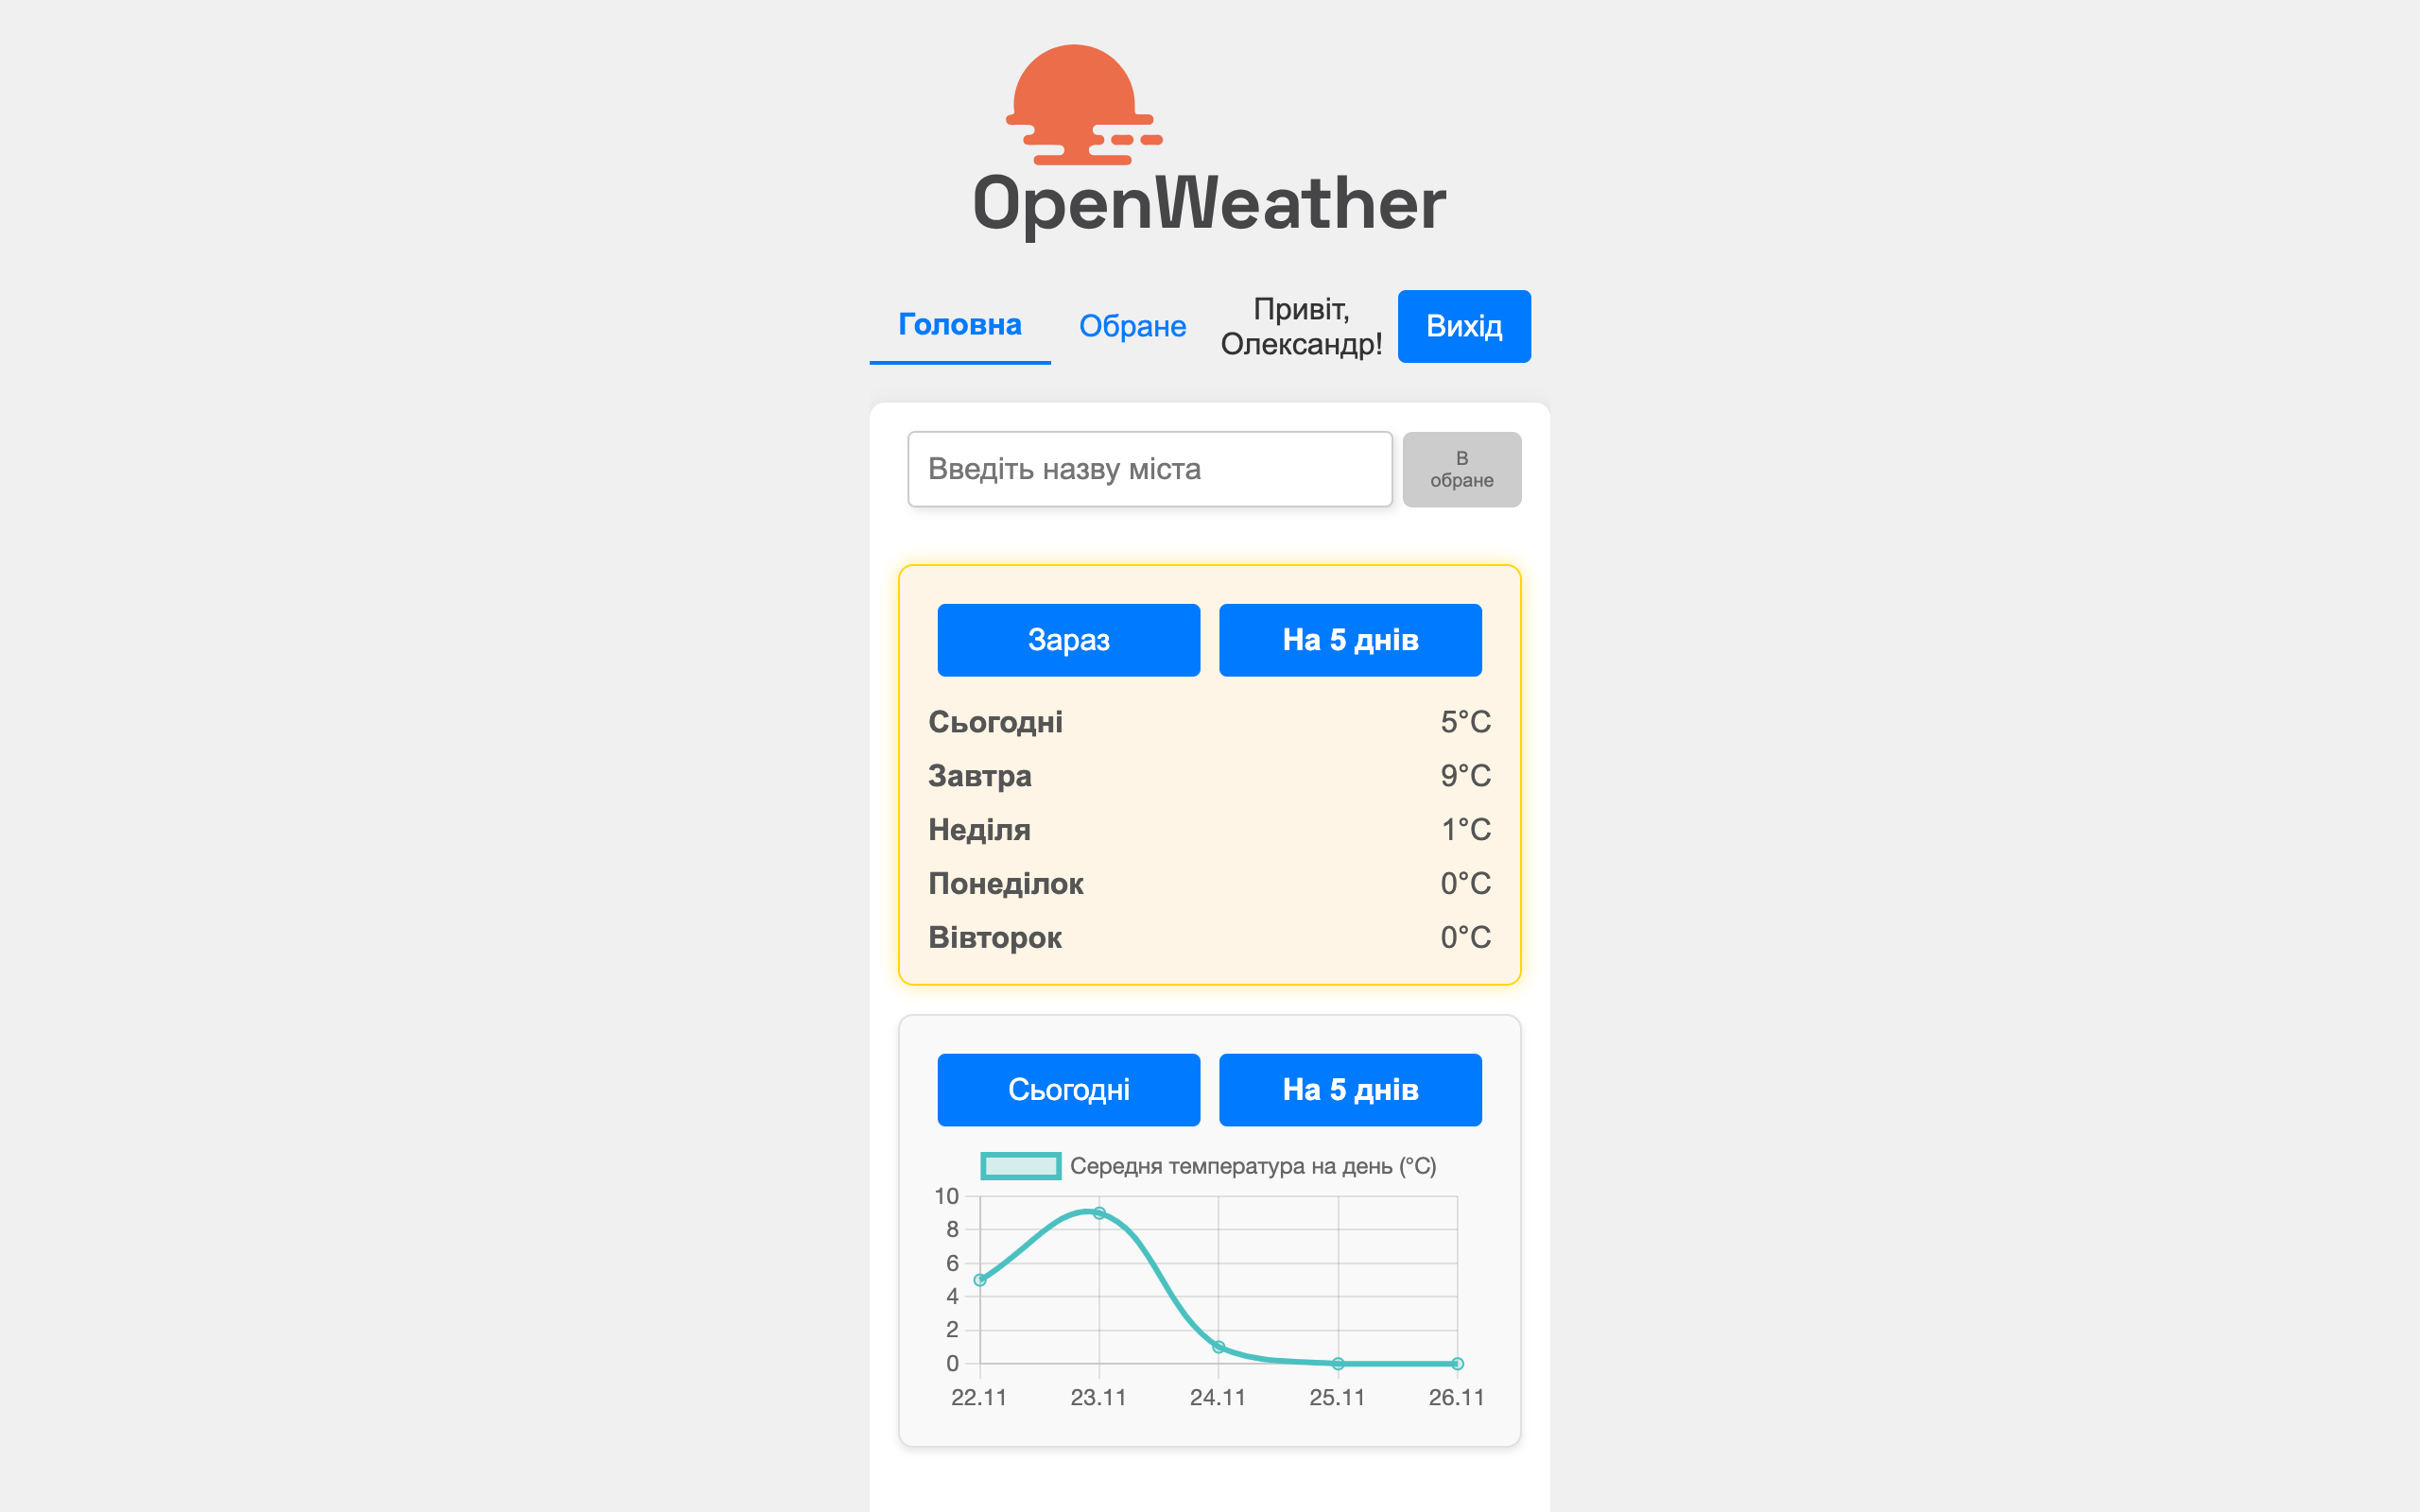 OpenWeather
Головна
Обране
Привіт,
Олександр!
Вихід
Введіть назву міста
В
обране
Зараз
На 5 днів
Сьогодні 5°C
Завтра 9°C
Неділя 1°C
Понеділок 0°C
Вівторок 0°C
Сьогодні
На 5 днів
Середня температура на день (°C)
10
8
6
4
2
0
22.11 23.11 24.11 25.11 26.11